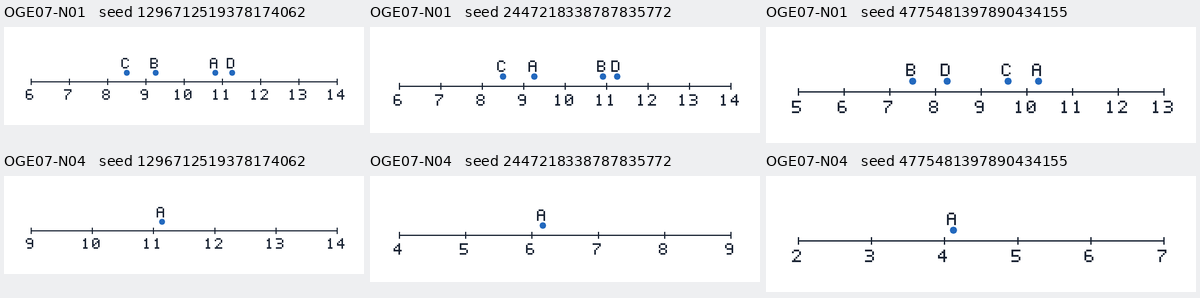 OGE07-N01 seed 1296712519378174062
C B A D
6 7 8 9 10 11 12 13 14
OGE07-N01 seed 2447218338787835772
C A B D
6 7 8 9 10 11 12 13 14
OGE07-N01 seed 4775481397890434155
B D C A
5 6 7 8 9 10 11 12 13
OGE07-N04 seed 1296712519378174062
A
9 10 11 12 13 14
OGE07-N04 seed 2447218338787835772
A
4 5 6 7 8 9
OGE07-N04 seed 4775481397890434155
A
2 3 4 5 6 7